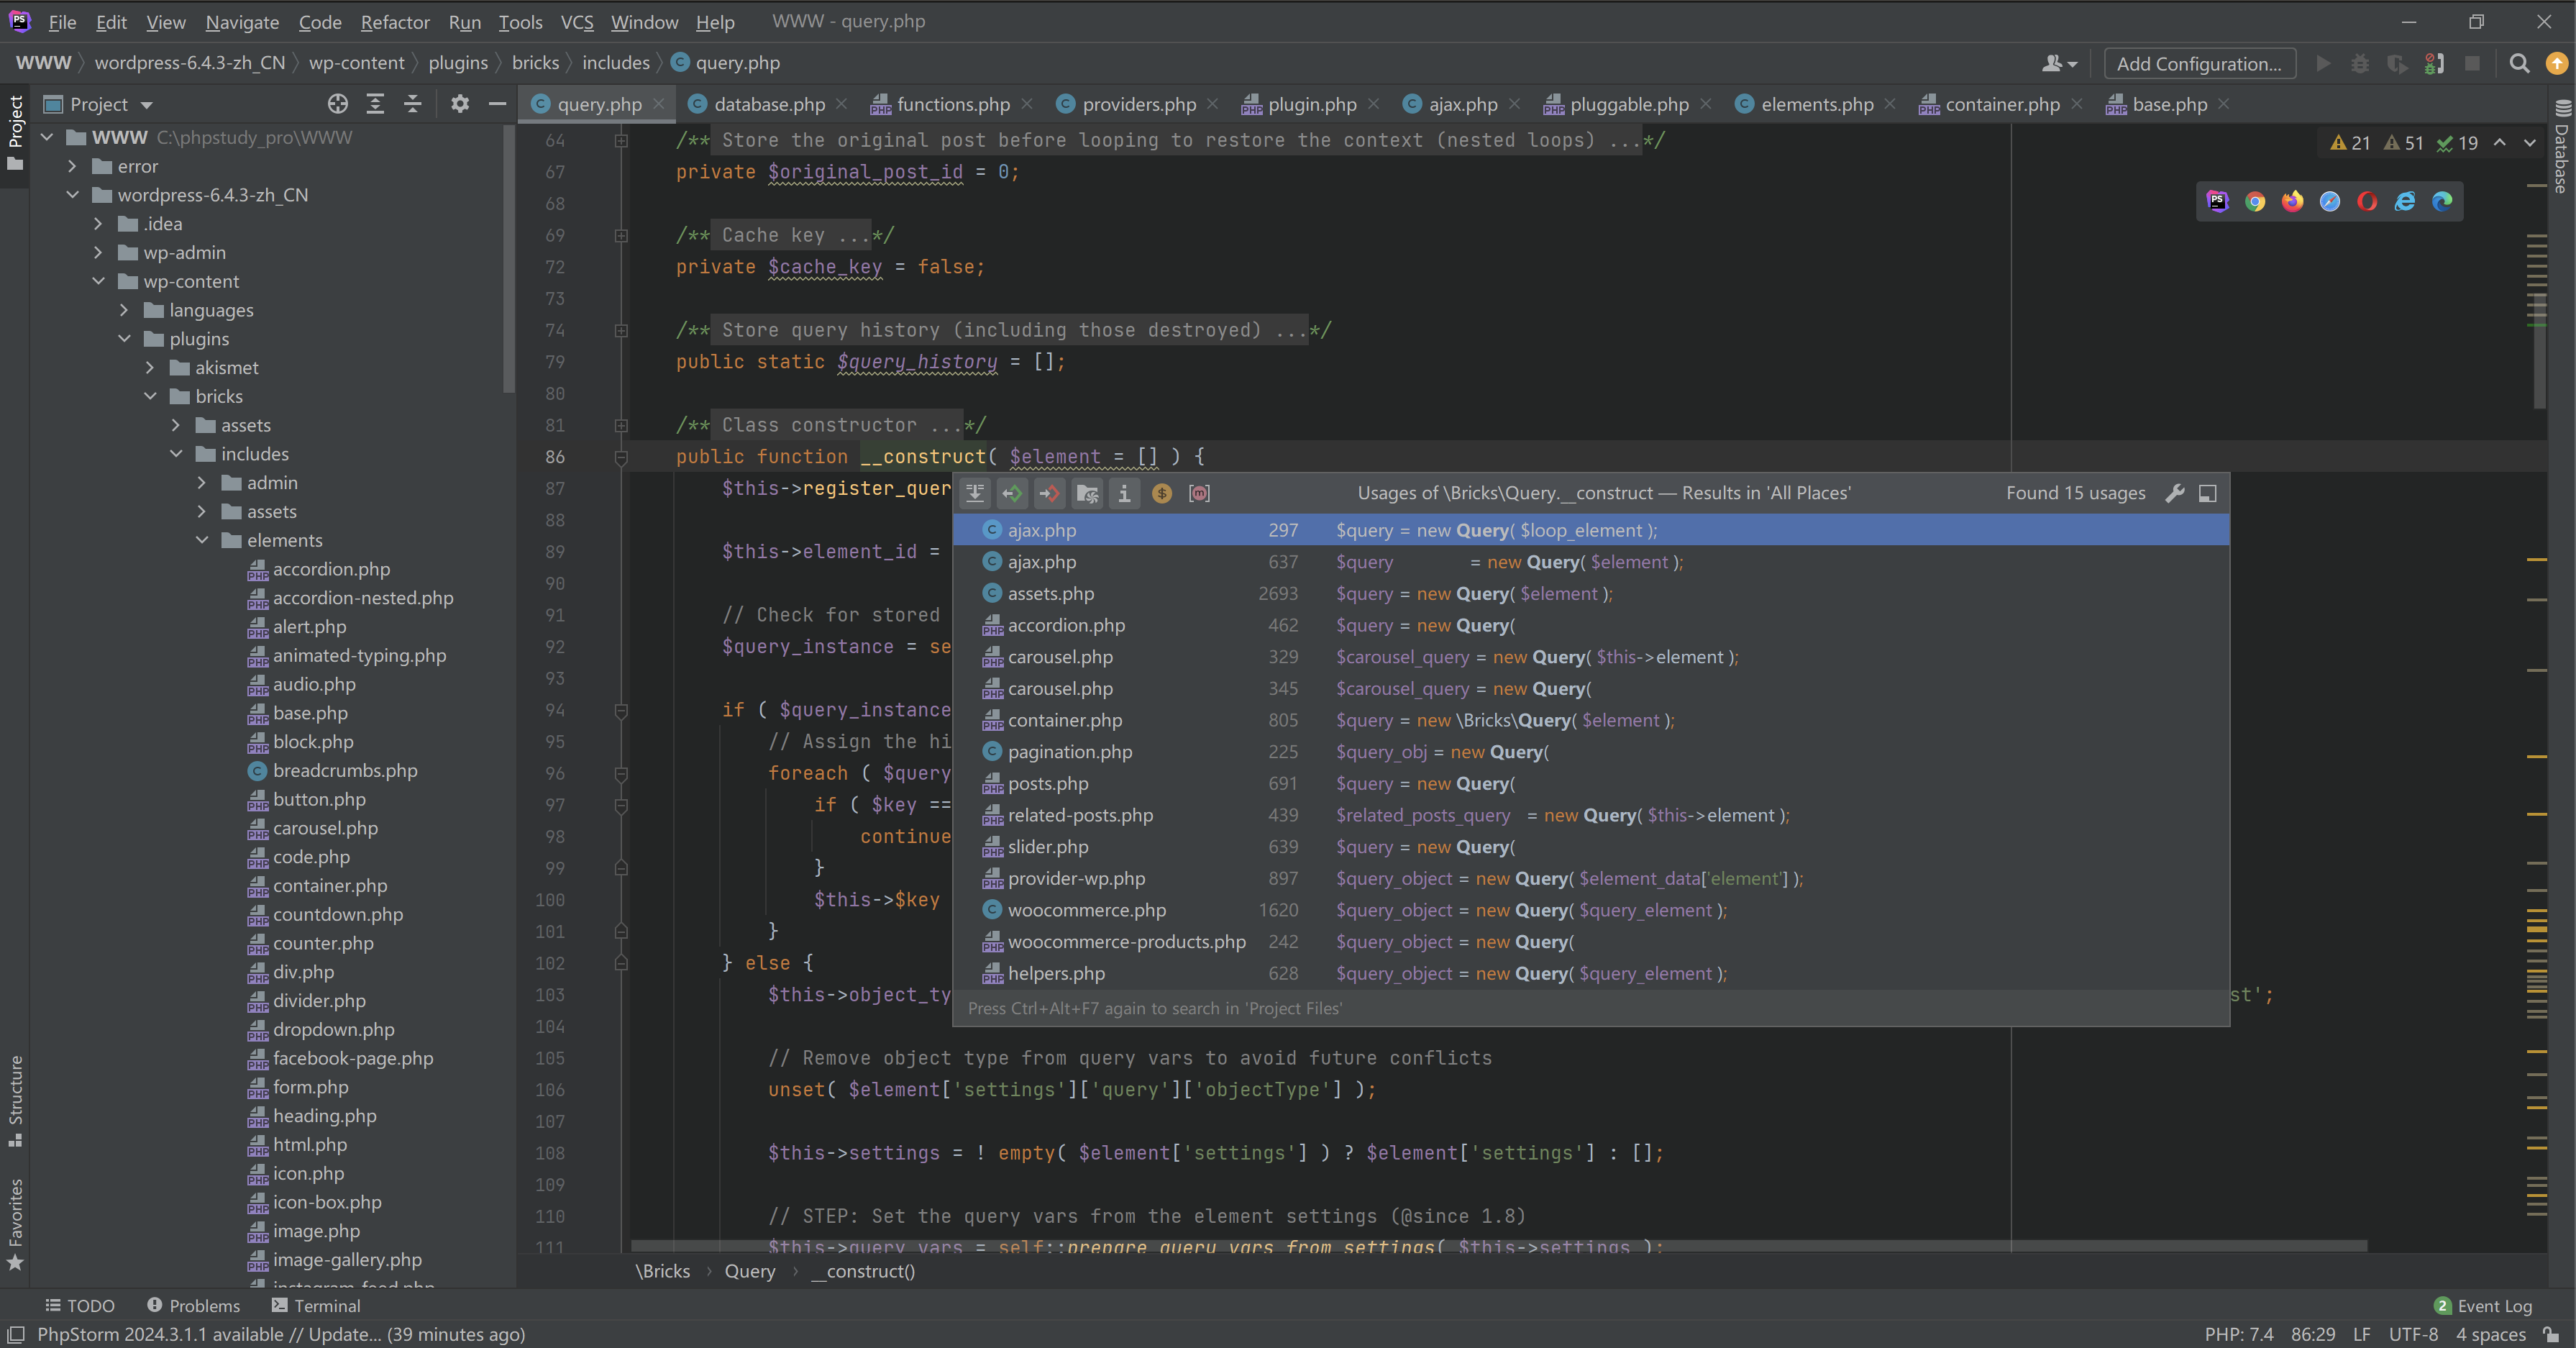 File Edit View Navigate Code Refactor Run Tools VCS Window Help WWW - query.php
WWW wordpress-6.4.3-zh_CN wp-content plugins bricks includes query.php Add Configuration...
Project
query.php database.php functions.php providers.php plugin.php ajax.php pluggable.php elements.php container.php base.php
Project
Database
Structure
Favorites
WWW C:\phpstudy_pro\WWW
error
wordpress-6.4.3-zh_CN
.idea
wp-admin
wp-content
languages
plugins
akismet
bricks
assets
includes
admin
assets
elements
accordion.php
accordion-nested.php
alert.php
animated-typing.php
audio.php
base.php
block.php
breadcrumbs.php
button.php
carousel.php
code.php
container.php
countdown.php
counter.php
div.php
divider.php
dropdown.php
facebook-page.php
form.php
heading.php
html.php
icon.php
icon-box.php
image.php
image-gallery.php
instagram-feed.php
21 51 19
64 /** Store the original post before looping to restore the context (nested loops) ...*/
67 private $original_post_id = 0;
68
69 /** Cache key ...*/
72 private $cache_key = false;
73
74 /** Store query history (including those destroyed) ...*/
79 public static $query_history = [];
80
81 /** Class constructor ...*/
86 public function __construct( $element = [] ) {
87 $this->register_quer
88
89 $this->element_id =
90
91 // Check for stored
92 $query_instance = se
93
94 if ( $query_instance
95 // Assign the hi
96 foreach ( $query
97 if ( $key ==
98 continue
99 }
100 $this->$key
101 }
102 } else {
103 $this->object_ty st';
104
105 // Remove object type from query vars to avoid future conflicts
106 unset( $element['settings']['query']['objectType'] );
107
108 $this->settings = ! empty( $element['settings'] ) ? $element['settings'] : [];
109
110 // STEP: Set the query vars from the element settings (@since 1.8)
111 $this->query_vars = self::prepare_query_vars_from_settings( $this->settings );
Usages of \Bricks\Query.__construct — Results in 'All Places' Found 15 usages
ajax.php 297 $query = new Query( $loop_element );
ajax.php 637 $query = new Query( $element );
assets.php 2693 $query = new Query( $element );
accordion.php 462 $query = new Query(
carousel.php 329 $carousel_query = new Query( $this->element );
carousel.php 345 $carousel_query = new Query(
container.php 805 $query = new \Bricks\Query( $element );
pagination.php 225 $query_obj = new Query(
posts.php 691 $query = new Query(
related-posts.php 439 $related_posts_query = new Query( $this->element );
slider.php 639 $query = new Query(
provider-wp.php 897 $query_object = new Query( $element_data['element'] );
woocommerce.php 1620 $query_object = new Query( $query_element );
woocommerce-products.php 242 $query_object = new Query(
helpers.php 628 $query_object = new Query( $query_element );
Press Ctrl+Alt+F7 again to search in 'Project Files'
\Bricks Query __construct()
TODO Problems Terminal 2 Event Log
PhpStorm 2024.3.1.1 available // Update... (39 minutes ago) PHP: 7.4 86:29 LF UTF-8 4 spaces